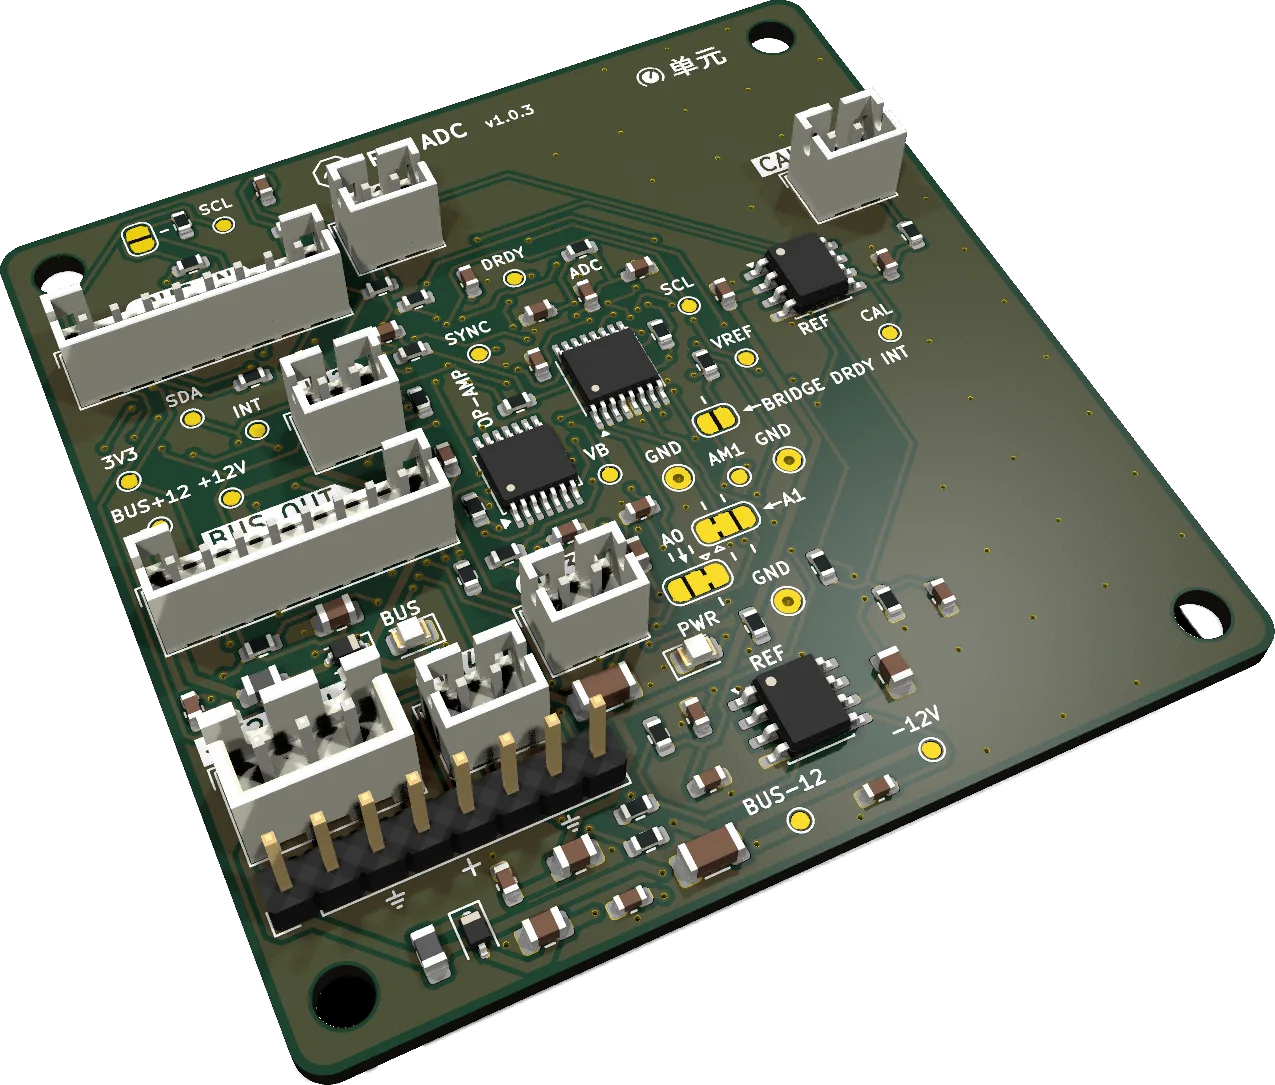 单元
ADC v1.0.3
SCL
DRDY
ADC
SCL
SYNC
VREF
REF
CAL
BRIDGE DRDY INT
OP-AMP
SDA
INT
3V3
BUS+12
+12V
VB
GND
AM1
GND
BUS OUT
A1
A0
GND
BUS
PWR
REF
-12V
BUS-12
+